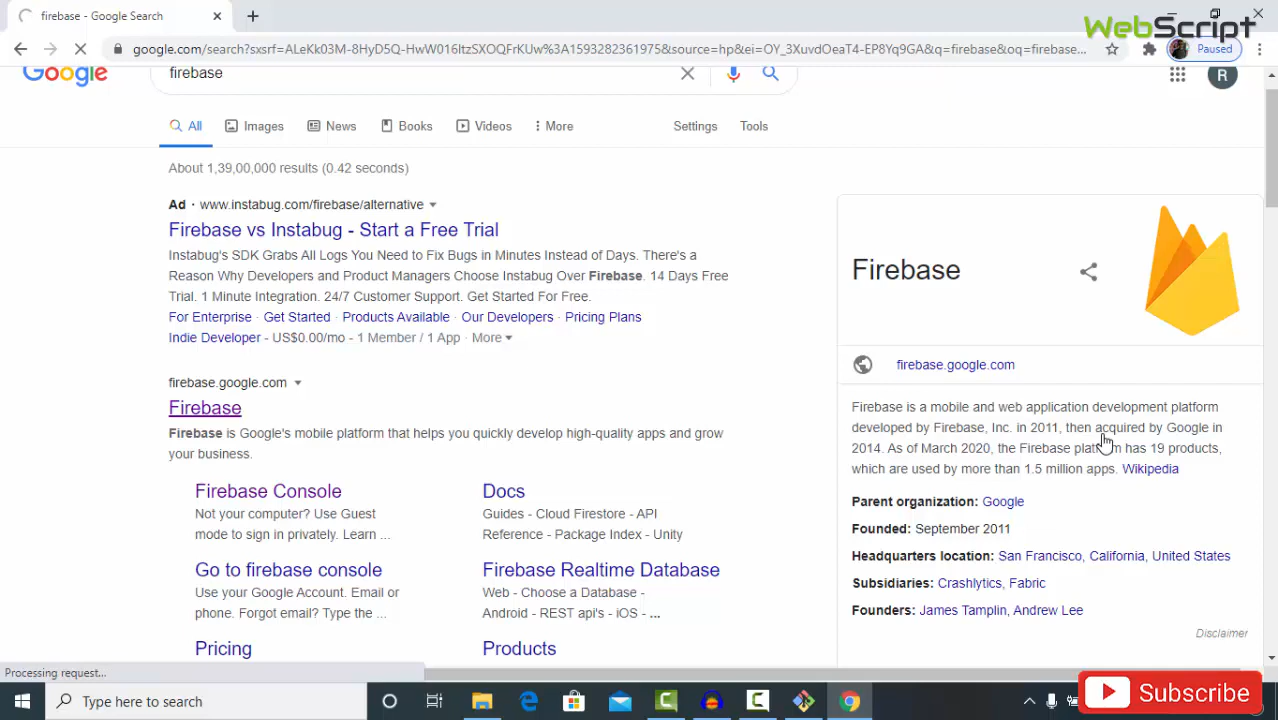 firebase - Google Search
WebScript
google.com/search?sxsrf=ALeKk03M-8HyD5Q-HwW016ItzsXOQFrKUw%3A1593282361975&source=hp&ei=OY_3XuvdOeaT4-EP8Yq9GA&q=firebase&oq=firebase...
Paused
Google
firebase
R
All
Images
News
Books
Videos
More
Settings
Tools
About 1,39,00,000 results (0.42 seconds)
Ad · www.instabug.com/firebase/alternative
Firebase vs Instabug - Start a Free Trial
Instabug's SDK Grabs All Logs You Need to Fix Bugs in Minutes Instead of Days. There's a
Reason Why Developers and Product Managers Choose Instabug Over Firebase. 14 Days Free
Trial. 1 Minute Integration. 24/7 Customer Support. Get Started For Free.
For Enterprise · Get Started · Products Available · Our Developers · Pricing Plans
Indie Developer - US$0.00/mo - 1 Member / 1 App · More
firebase.google.com
Firebase
Firebase is Google's mobile platform that helps you quickly develop high-quality apps and grow
your business.
Firebase Console
Not your computer? Use Guest
mode to sign in privately. Learn ...
Docs
Guides - Cloud Firestore - API
Reference - Package Index - Unity
Go to firebase console
Use your Google Account. Email or
phone. Forgot email? Type the ...
Firebase Realtime Database
Web - Choose a Database -
Android - REST api's - iOS - ...
Pricing
Products
Firebase
firebase.google.com
Firebase is a mobile and web application development platform
developed by Firebase, Inc. in 2011, then acquired by Google in
2014. As of March 2020, the Firebase platform has 19 products,
which are used by more than 1.5 million apps. Wikipedia
Parent organization: Google
Founded: September 2011
Headquarters location: San Francisco, California, United States
Subsidiaries: Crashlytics, Fabric
Founders: James Tamplin, Andrew Lee
Disclaimer
Processing request...
Type here to search
Subscribe